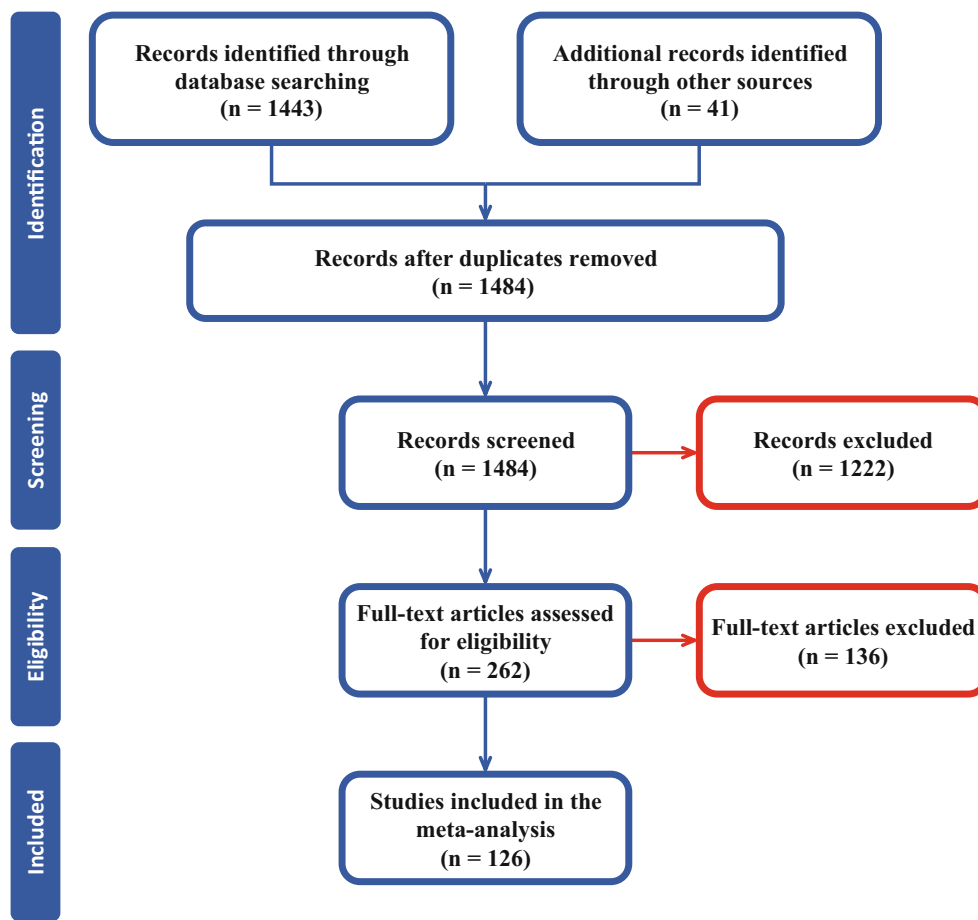 Identification
Records identified through
database searching
(n = 1443)
Additional records identified
through other sources
(n = 41)
Records after duplicates removed
(n = 1484)
Screening
Records screened
(n = 1484)
Records excluded
(n = 1222)
Eligibility
Full-text articles assessed
for eligibility
(n = 262)
Full-text articles excluded
(n = 136)
Included
Studies included in the
meta-analysis
(n = 126)